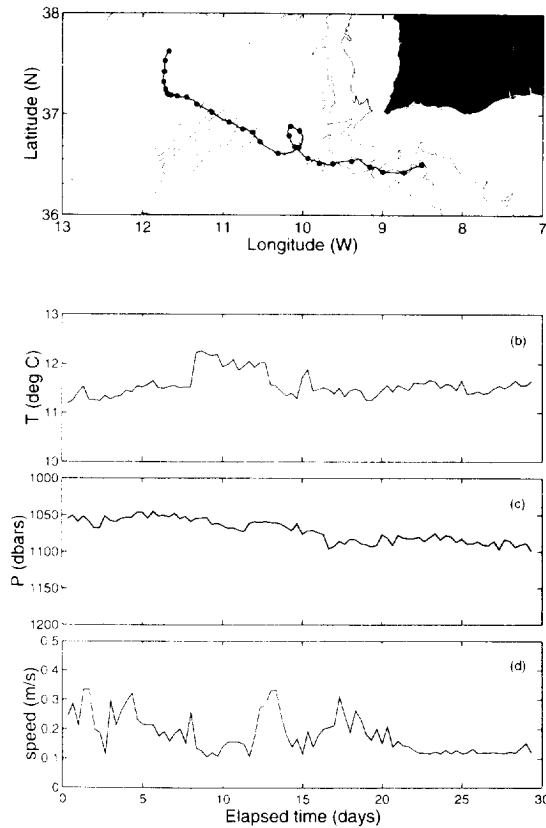 38
37
36
Latitude (N)
13 12 11 10 9 8 7
Longitude (W)
13
12
11
10
T (deg C)
(b)
1000
1050
1100
1150
1200
P (dbars)
(c)
0.5
0.4
0.3
0.2
0.1
0
speed (m/s)
(d)
0 5 10 15 20 25 30
Elapsed time (days)